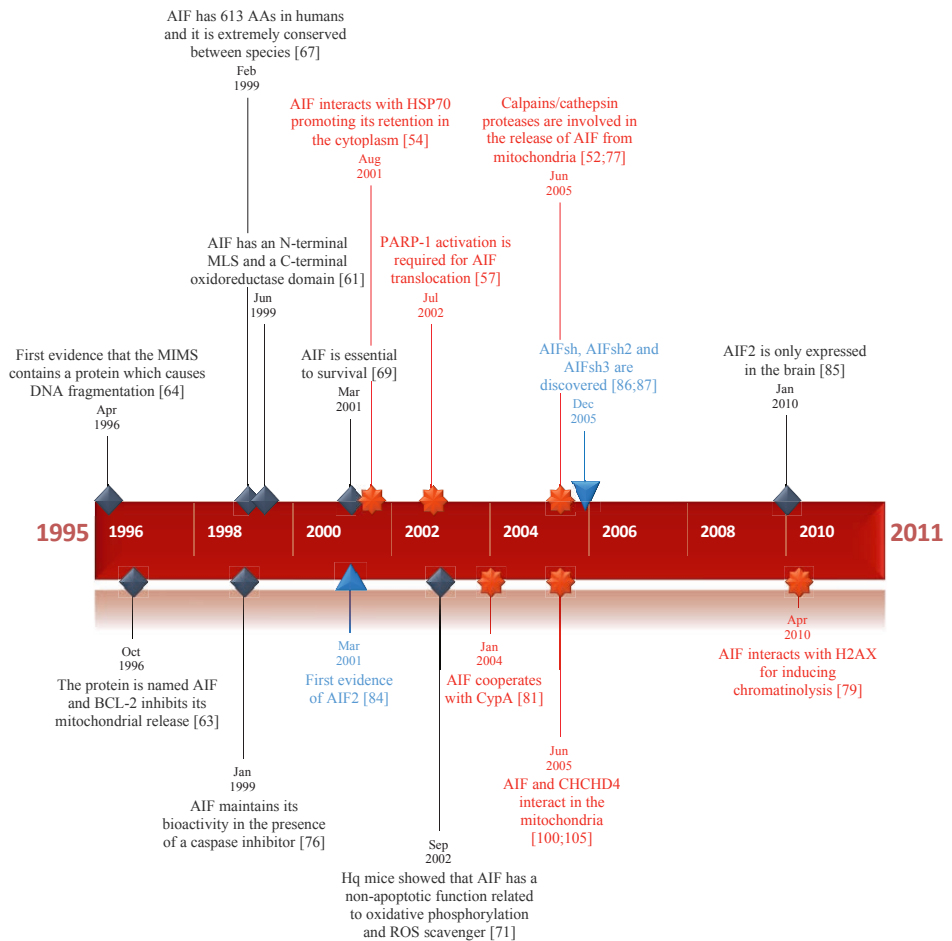 AIF has 613 AAs in humans
and it is extremely conserved
between species [67]
Feb
1999
AIF interacts with HSP70
promoting its retention in
the cytoplasm [54]
Aug
2001
Calpains/cathepsin
proteases are involved in
the release of AIF from
mitochondria [52;77]
Jun
2005
AIF has an N-terminal
MLS and a C-terminal
oxidoreductase domain [61]
Jun
1999
PARP-1 activation is
required for AIF
translocation [57]
Jul
2002
First evidence that the MIMS
contains a protein which causes
DNA fragmentation [64]
Apr
1996
AIF is essential
to survival [69]
Mar
2001
AIFsh, AIFsh2 and
AIFsh3 are
discovered [86;87]
Dec
2005
AIF2 is only expressed
in the brain [85]
Jan
2010
1995 1996 1998 2000 2002 2004 2006 2008 2010 2011
Oct
1996
The protein is named AIF
and BCL-2 inhibits its
mitochondrial release [63]
Jan
1999
AIF maintains its
bioactivity in the presence
of a caspase inhibitor [76]
Mar
2001
First evidence
of AIF2 [84]
Sep
2002
Hq mice showed that AIF has a
non-apoptotic function related
to oxidative phosphorylation
and ROS scavenger [71]
Jan
2004
AIF cooperates
with CypA [81]
Jun
2005
AIF and CHCHD4
interact in the
mitochondria
[100;105]
Apr
2010
AIF interacts with H2AX
for inducing
chromatinolysis [79]